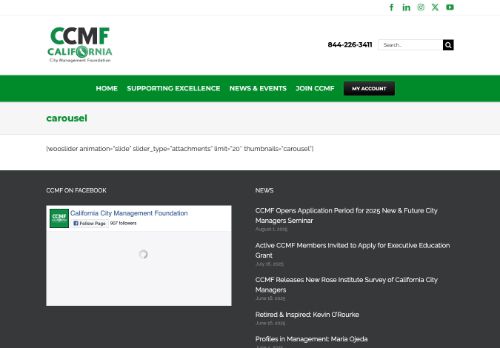 CCMF
CALIFORNIA
City Management Foundation
844-226-3411
Search...
HOME
SUPPORTING EXCELLENCE
NEWS & EVENTS
JOIN CCMF
MY ACCOUNT
carousel
[wooslider animation="slide" slider_type="attachments" limit="20" thumbnails="carousel"]
CCMF ON FACEBOOK
CCMF
California City Management Foundation
Follow Page
967 followers
NEWS
CCMF Opens Application Period for 2025 New & Future City
Managers Seminar
August 1, 2025
Active CCMF Members Invited to Apply for Executive Education
Grant
July 16, 2025
CCMF Releases New Rose Institute Survey of California City
Managers
June 18, 2025
Retired & Inspired: Kevin O'Rourke
June 16, 2025
Profiles in Management: Maria Ojeda